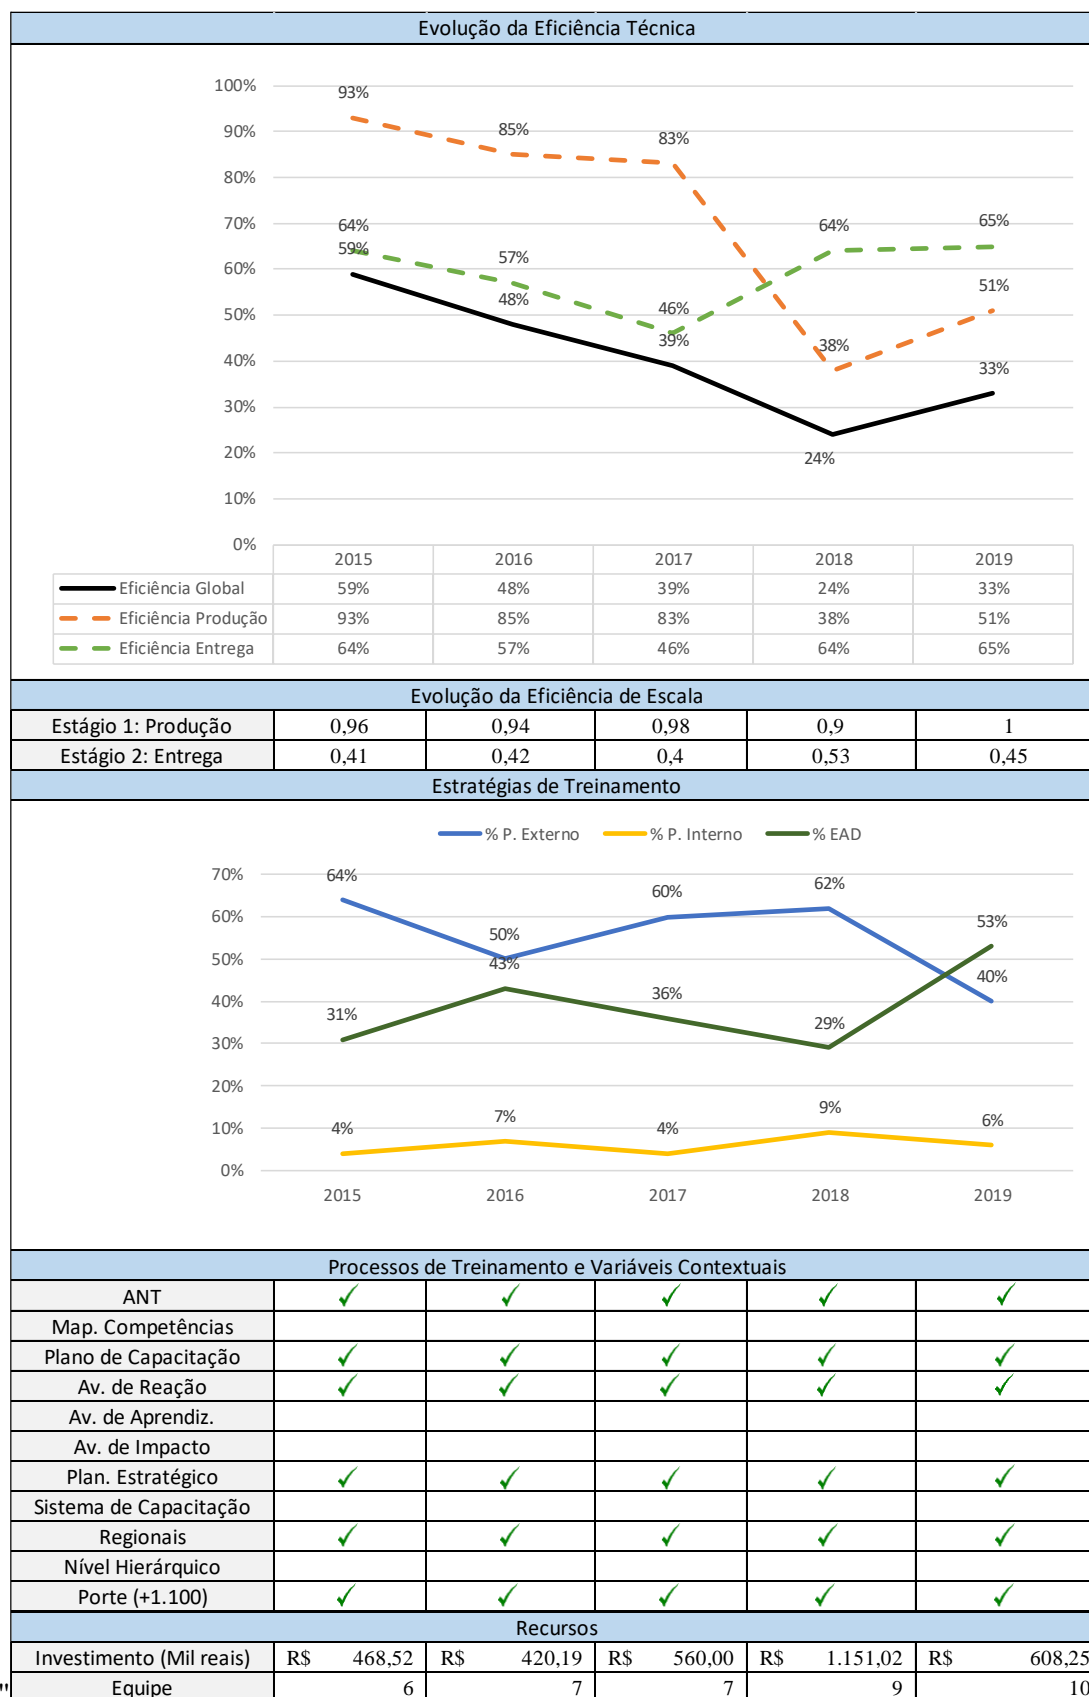 Evolução da Eficiência Técnica
100%
93%
90%
85%
83%
80%
70%
64%
64%
65%
60%
59%
57%
50%
48%
46%
51%
40%
39%
38%
33%
30%
24%
20%
10%
0%
2015 2016 2017 2018 2019
Eficiência Global 59% 48% 39% 24% 33%
Eficiência Produção 93% 85% 83% 38% 51%
Eficiência Entrega 64% 57% 46% 64% 65%
Evolução da Eficiência de Escala
Estágio 1: Produção 0,96 0,94 0,98 0,9 1
Estágio 2: Entrega 0,41 0,42 0,4 0,53 0,45
Estratégias de Treinamento
% P. Externo % P. Interno % EAD
70%
64%
60%
60%
62%
50%
50%
53%
43%
40%
40%
36%
31%
30%
29%
20%
10%
4%
7%
4%
9%
6%
0%
2015 2016 2017 2018 2019
Processos de Treinamento e Variáveis Contextuais
ANT ✓ ✓ ✓ ✓ ✓
Map. Competências
Plano de Capacitação ✓ ✓ ✓ ✓ ✓
Av. de Reação ✓ ✓ ✓ ✓ ✓
Av. de Aprendiz.
Av. de Impacto
Plan. Estratégico ✓ ✓ ✓ ✓ ✓
Sistema de Capacitação
Regionais ✓ ✓ ✓ ✓ ✓
Nível Hierárquico
Porte (+1.100) ✓ ✓ ✓ ✓ ✓
Recursos
Investimento (Mil reais) R$ 468,52 R$ 420,19 R$ 560,00 R$ 1.151,02 R$ 608,25
" Equipe 6 7 7 9 10